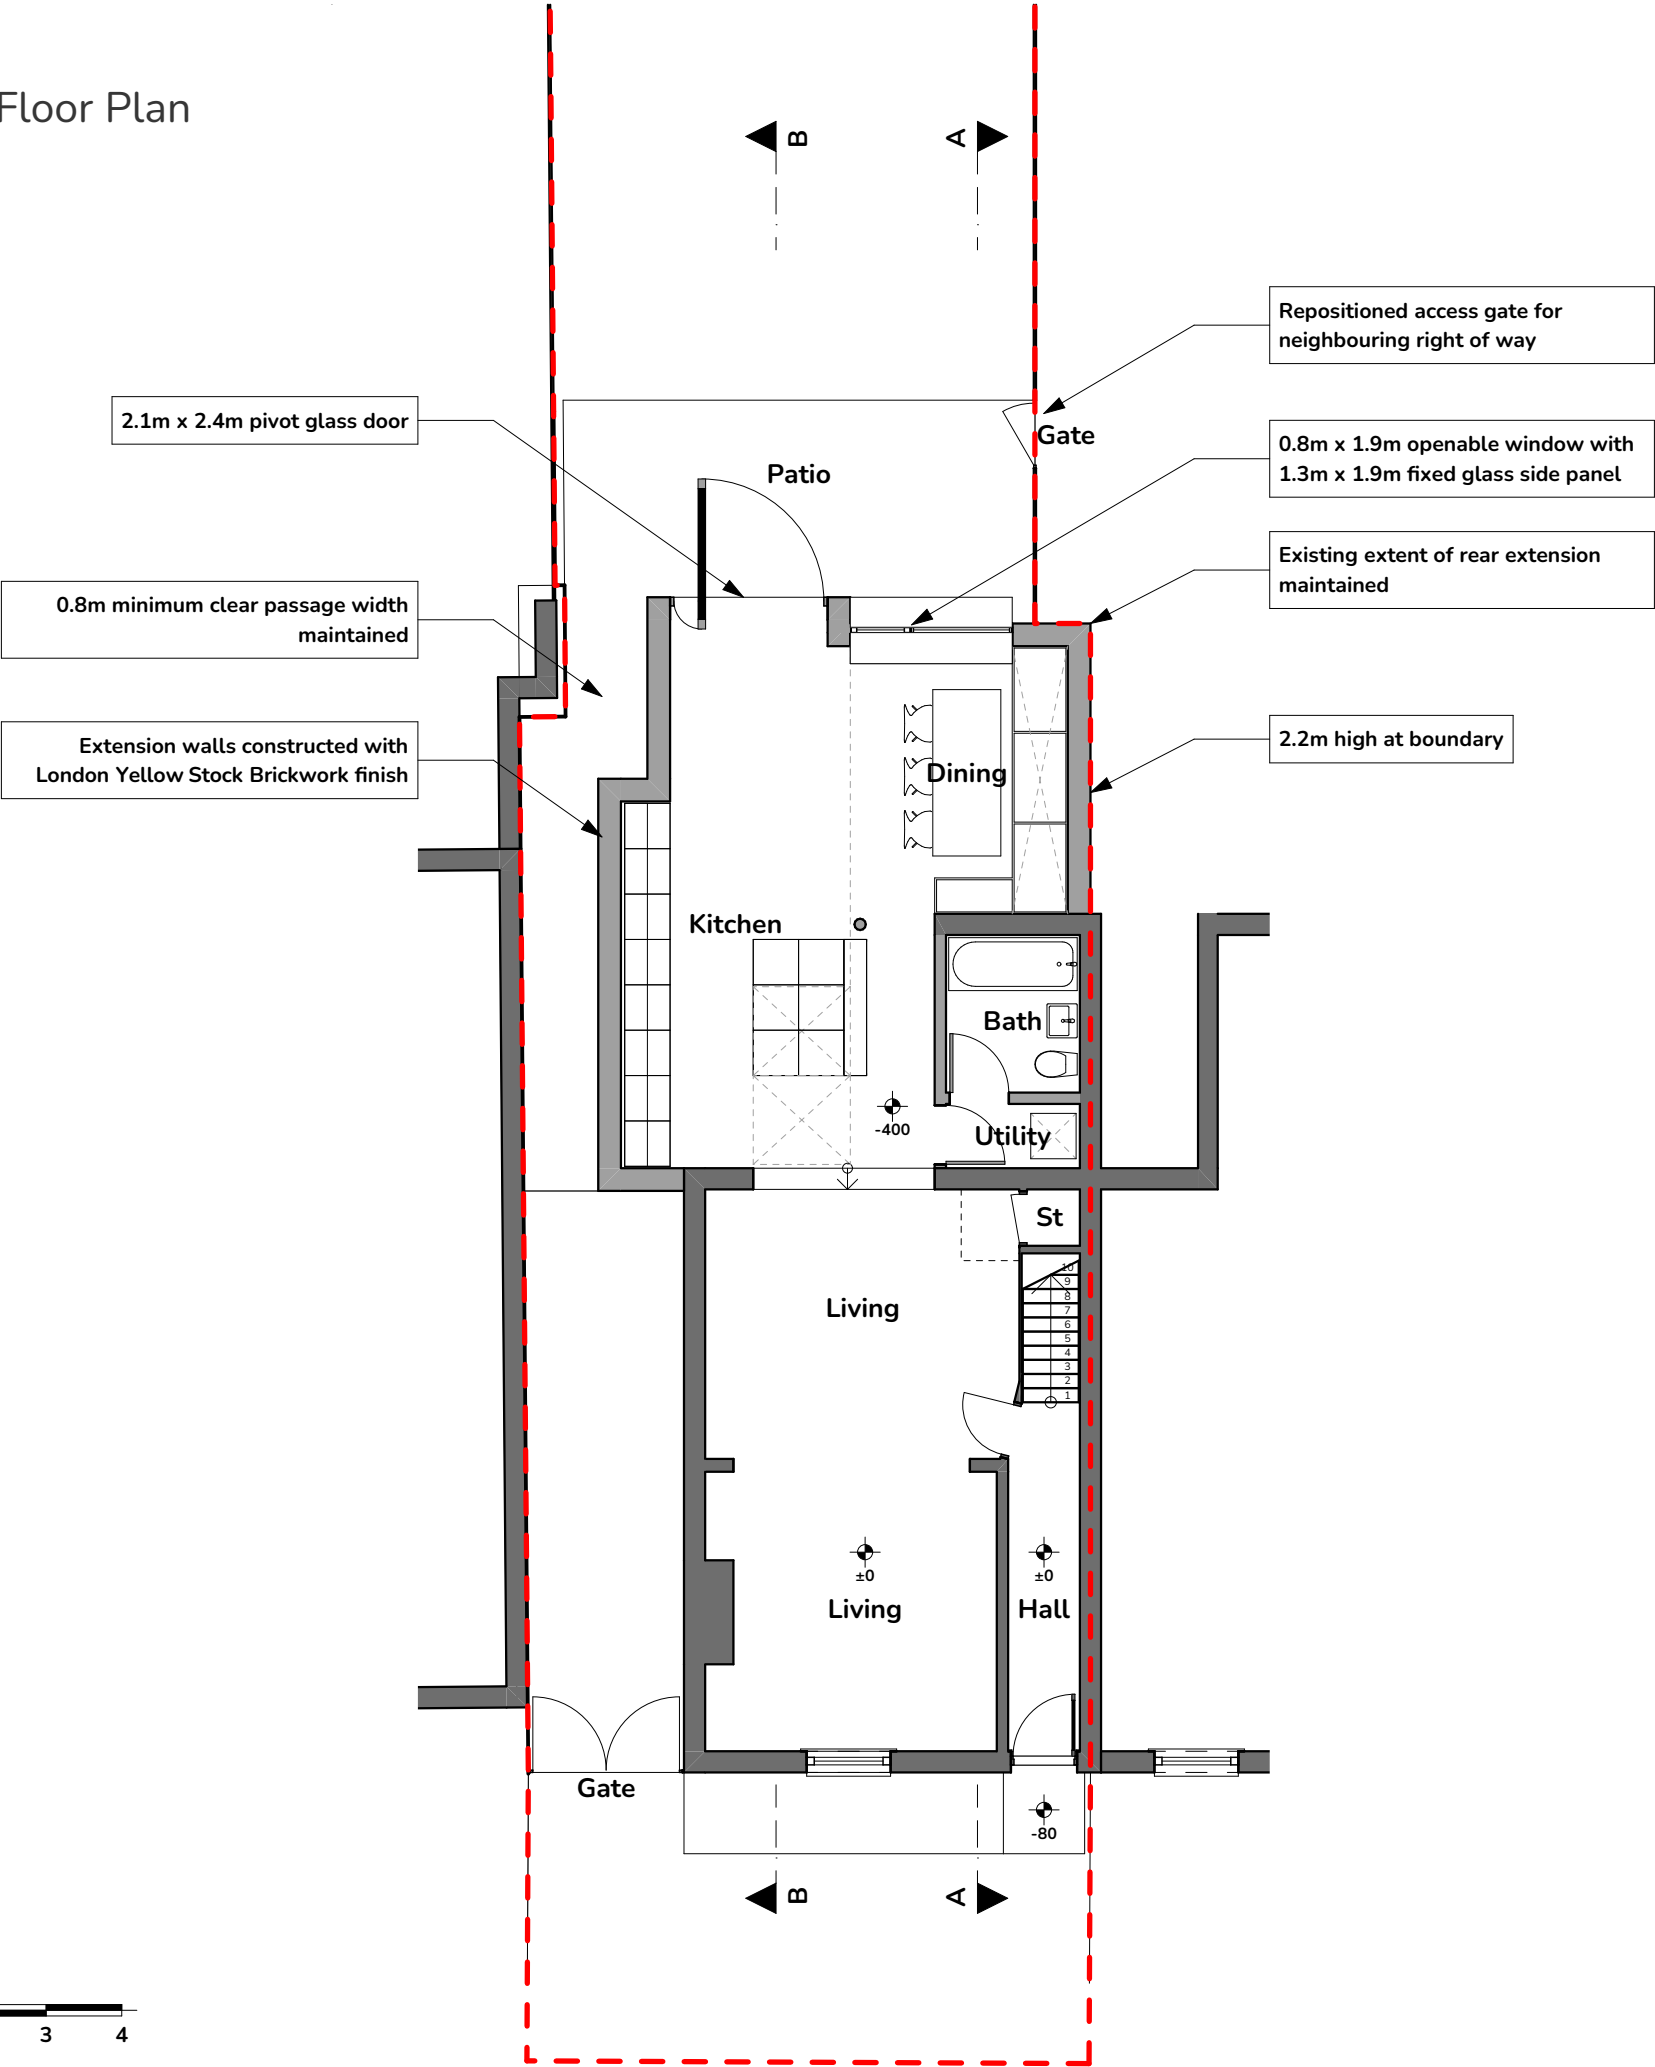 Floor Plan
B
A
Repositioned access gate for
neighbouring right of way
2.1m x 2.4m pivot glass door
Gate
0.8m x 1.9m openable window with
1.3m x 1.9m fixed glass side panel
Patio
Existing extent of rear extension
maintained
0.8m minimum clear passage width
maintained
Extension walls constructed with
London Yellow Stock Brickwork finish
2.2m high at boundary
Dining
Kitchen
Bath
-400
Utility
St
10
9
8
7
6
5
4
3
2
1
Living
±0
±0
Living
Hall
Gate
-80
B
A
3
4